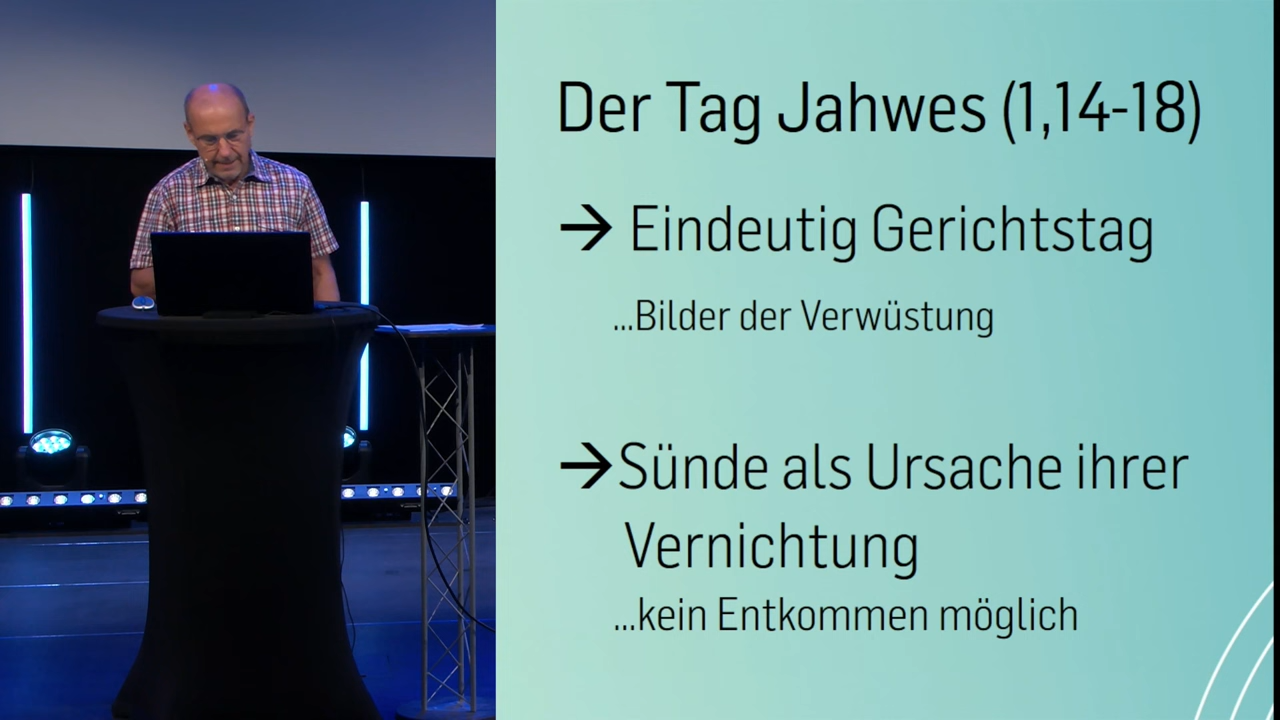 Der Tag Jahwes (1,14-18)
→ Eindeutig Gerichtstag
...Bilder der Verwüstung
→Sünde als Ursache ihrer
Vernichtung
...kein Entkommen möglich